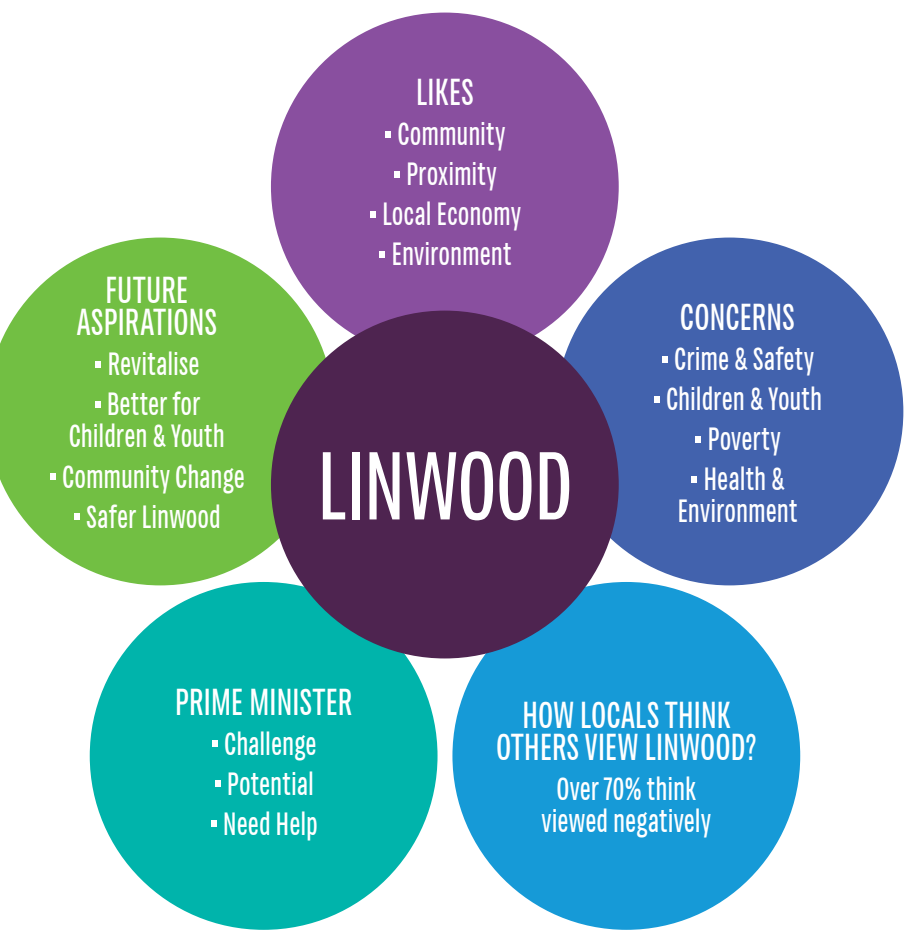 LIKES
▪ Community
▪ Proximity
▪ Local Economy
▪ Environment
FUTURE
ASPIRATIONS
▪ Revitalise
▪ Better for
Children & Youth
▪ Community Change
▪ Safer Linwood
LINWOOD
CONCERNS
▪ Crime & Safety
▪ Children & Youth
▪ Poverty
▪ Health &
Environment
PRIME MINISTER
▪ Challenge
▪ Potential
▪ Need Help
HOW LOCALS THINK
OTHERS VIEW LINWOOD?
Over 70% think
viewed negatively